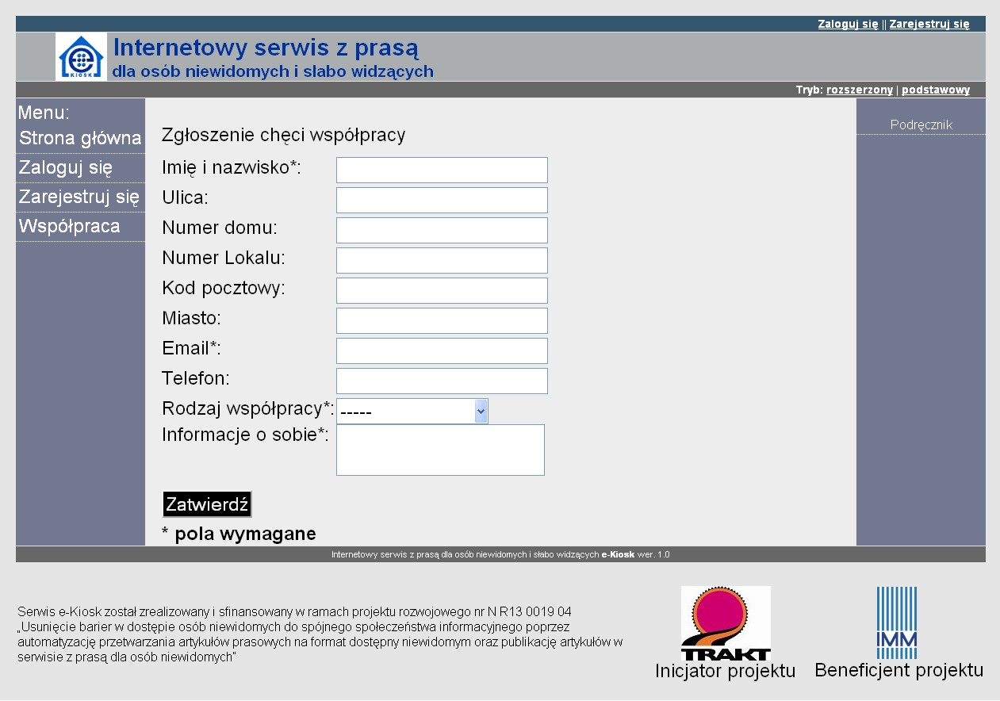 Zaloguj się || Zarejestruj się
KIOSK
Internetowy serwis z prasą
dla osób niewidomych i slabo widzących
Tryb: rozszerzony | podstawowy
Menu:
Strona główna
Zaloguj się
Zarejestruj się
Współpraca
Zgłoszenie chęci współpracy
Imię i nazwisko*:
Ulica:
Numer domu:
Numer Lokalu:
Kod pocztowy:
Miasto:
Email*:
Telefon:
Rodzaj współpracy*: -----
Informacje o sobie*:
Zatwierdź
* pola wymagane
Podręcznik
Internetowy serwis z prasą dla osób niewidomych i słabo widzących e-Kiosk wer. 1.0
Serwis e-Kiosk został zrealizowany i sfinansowany w ramach projektu rozwojowego nr N R13 0019 04
„Usunięcie barier w dostępie osób niewidomych do spójnego społeczeństwa informacyjnego poprzez
automatyzację przetwarzania artykułów prasowych na format dostępny niewidomym oraz publikację artykułów w
serwisie z prasą dla osób niewidomych”
TRAKT
Inicjator projektu
IMM
Beneficjent projektu